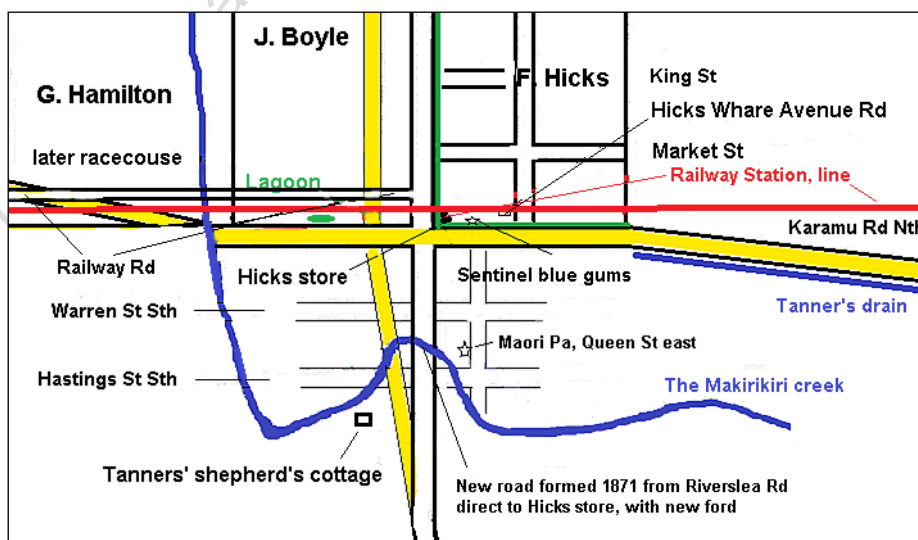 J. Boyle
G. Hamilton
F. Hicks
King St
Hicks Whare Avenue Rd
later racecouse
Market St
Lagoon
Railway Station, line
Karamu Rd Nth
Railway Rd
Hicks store
Sentinel blue gums
Tanner's drain
Warren St Sth
Maori Pa, Queen St east
Hastings St Sth
The Makirikiri creek
Tanners' shepherd's cottage
New road formed 1871 from Riverslea Rd
direct to Hicks store, with new ford